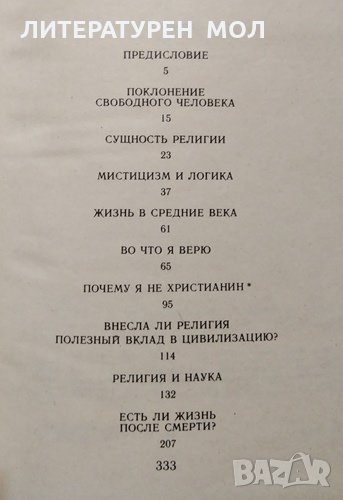 ЛИТЕРАТУРЕН МОЛ
ПРЕДИСЛОВИЕ
5
ПОКЛОНЕНИЕ
СВОБОДНОГО ЧЕЛОВЕКА
15
СУЩНОСТЬ РЕЛИГИИ
23
МИСТИЦИЗМ И ЛОГИКА
37
ЖИЗНЬ В СРЕДНИЕ ВЕКА
61
ВО ЧТО Я ВЕРЮ
65
ПОЧЕМУ Я НЕ ХРИСТИАНИН*
95
ВНЕСЛА ЛИ РЕЛИГИЯ
ПОЛЕЗНЫЙ ВКЛАД В ЦИВИЛИЗАЦИЮ?
114
РЕЛИГИЯ И НАУКА
132
ЕСТЬ ЛИ ЖИЗНЬ
ПОСЛЕ СМЕРТИ?
207
333
BAZAR